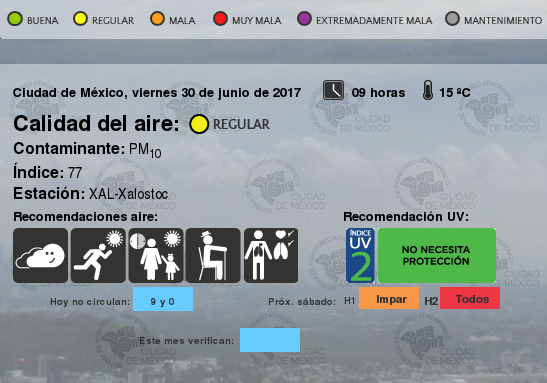 BUENA REGULAR MALA MUY MALA EXTREMADAMENTE MALA MANTENIMIENTO
Ciudad de México, viernes 30 de junio de 2017 09 horas 15 ºC
Calidad del aire: REGULAR
Contaminante: PM10
Índice: 77
Estación: XAL-Xalostoc
Recomendaciones aire: Recomendación UV:
ÍNDICE
UV
2
NO NECESITA
PROTECCIÓN
Hoy no circulan: 9 y 0 Próx. sábado: H1 Impar H2 Todos
Este mes verifican:
CIUDAD
DE MÉXICO